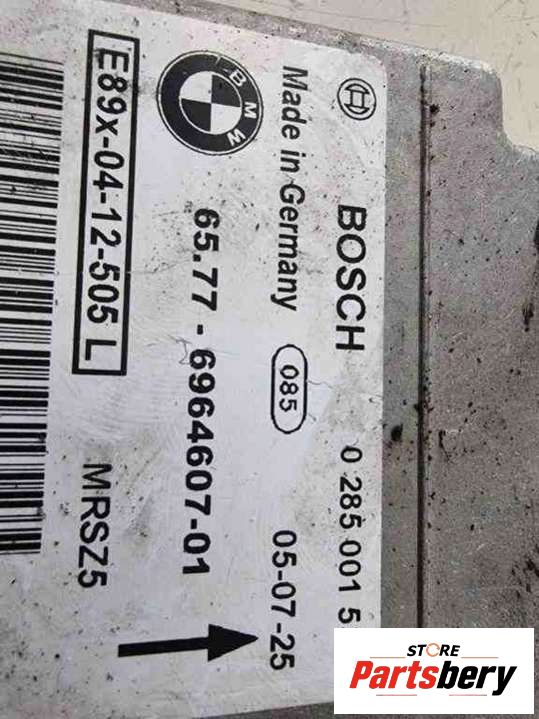 BOSCH 0 285 001 5
Made in Germany 085 05-07-25
BMW
65.77 - 6964607-01
E89x-04-12-505 L MRSZ5
STORE
Partsbery